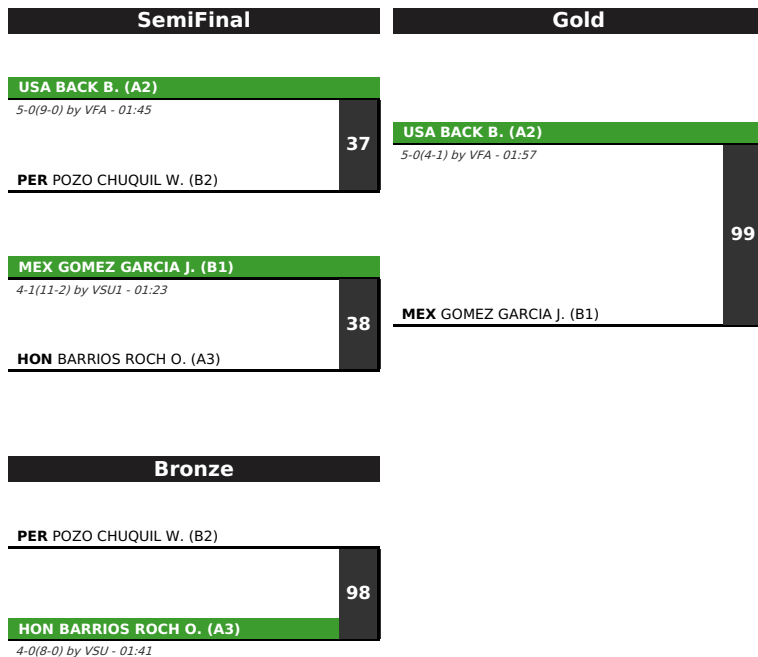 SemiFinal
USA BACK B. (A2)
5-0(9-0) by VFA - 01:45
37
PER POZO CHUQUIL W. (B2)
MEX GOMEZ GARCIA J. (B1)
4-1(11-2) by VSU1 - 01:23
38
HON BARRIOS ROCH O. (A3)
Gold
USA BACK B. (A2)
5-0(4-1) by VFA - 01:57
99
MEX GOMEZ GARCIA J. (B1)
Bronze
PER POZO CHUQUIL W. (B2)
98
HON BARRIOS ROCH O. (A3)
4-0(8-0) by VSU - 01:41